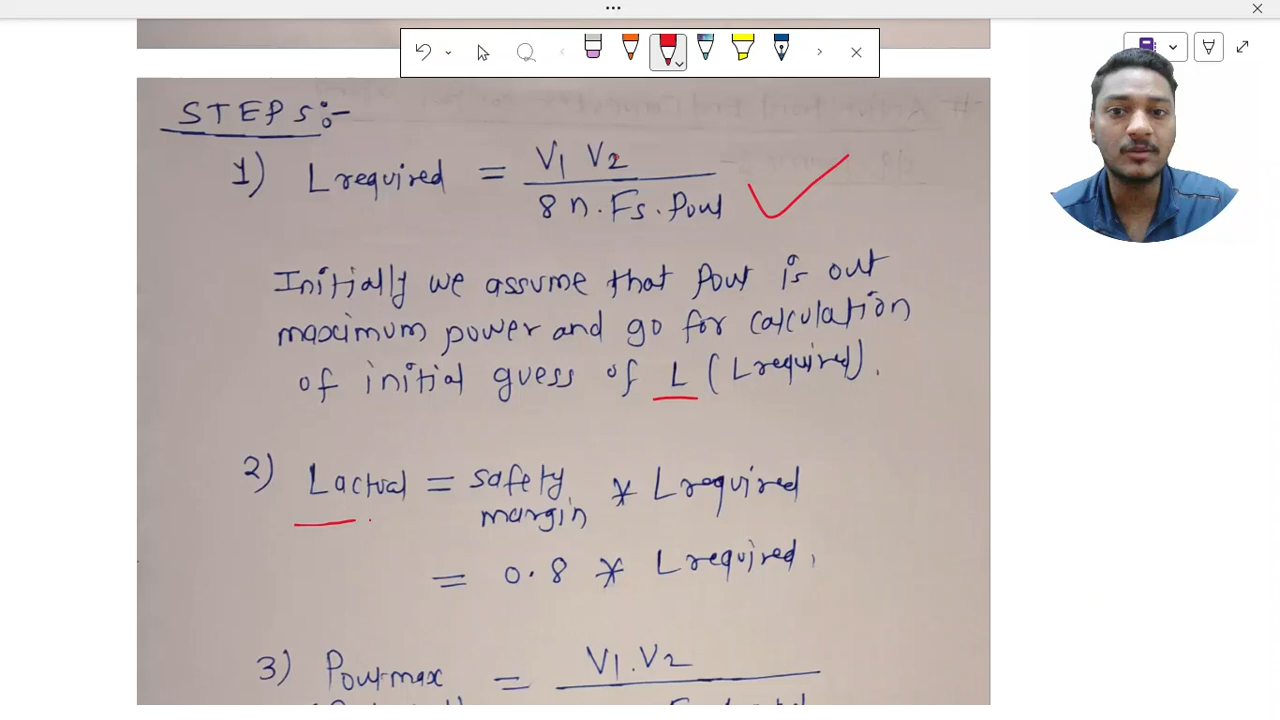 STEPS:-
1) Lrequired = V1 V2
8 n.Fs.Pout
Initially we assume that Pout is out
maximum power and go for calculation
of initial guess of L (Lrequired).
2) Lactual = safety margin * Lrequired
= 0.8 * Lrequired,
3) Poutmax = V1.V2